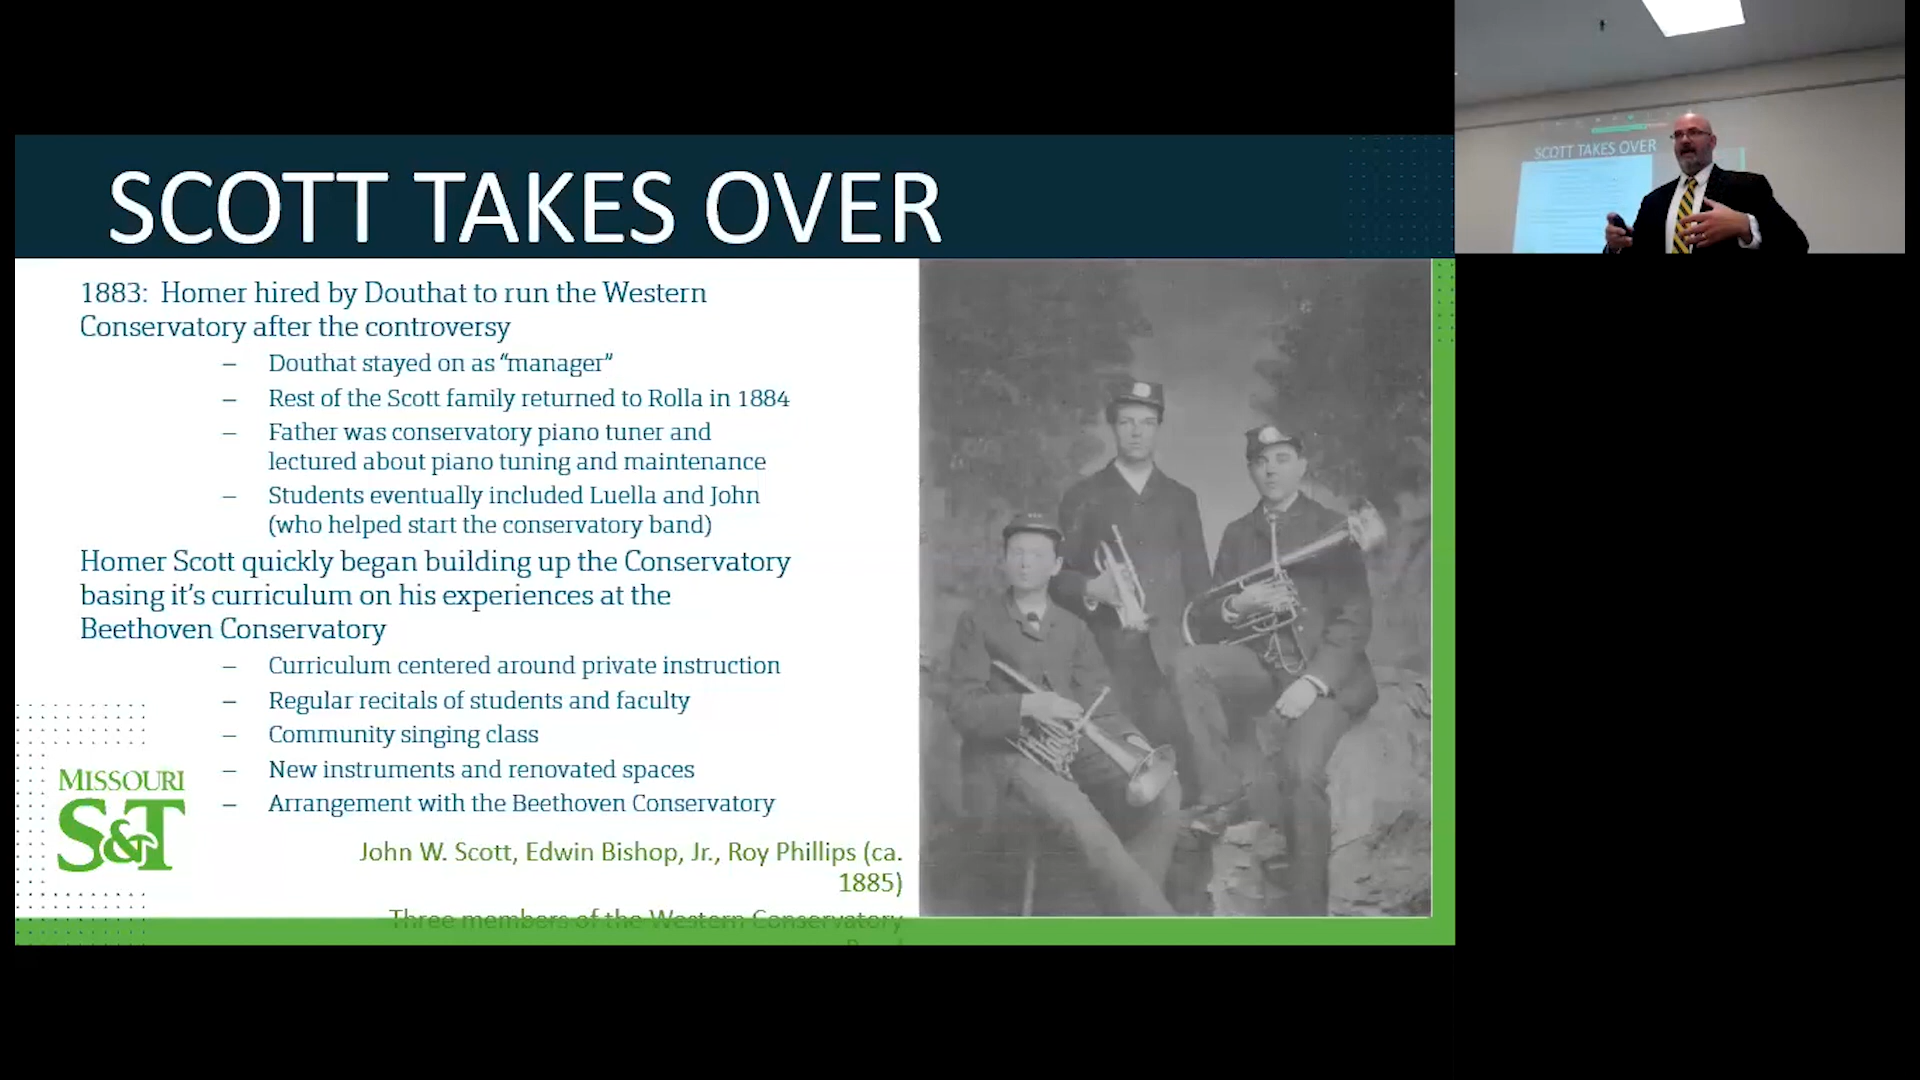 SCOTT TAKES OVER
1883: Homer hired by Douthat to run the Western
Conservatory after the controversy
– Douthat stayed on as “manager”
– Rest of the Scott family returned to Rolla in 1884
– Father was conservatory piano tuner and
lectured about piano tuning and maintenance
– Students eventually included Luella and John
(who helped start the conservatory band)
Homer Scott quickly began building up the Conservatory
basing it’s curriculum on his experiences at the
Beethoven Conservatory
– Curriculum centered around private instruction
– Regular recitals of students and faculty
– Community singing class
– New instruments and renovated spaces
– Arrangement with the Beethoven Conservatory
MISSOURI
S&T
John W. Scott, Edwin Bishop, Jr., Roy Phillips (ca.
1885)
Three members of the Western Conservatory
SCOTT TAKES OVER